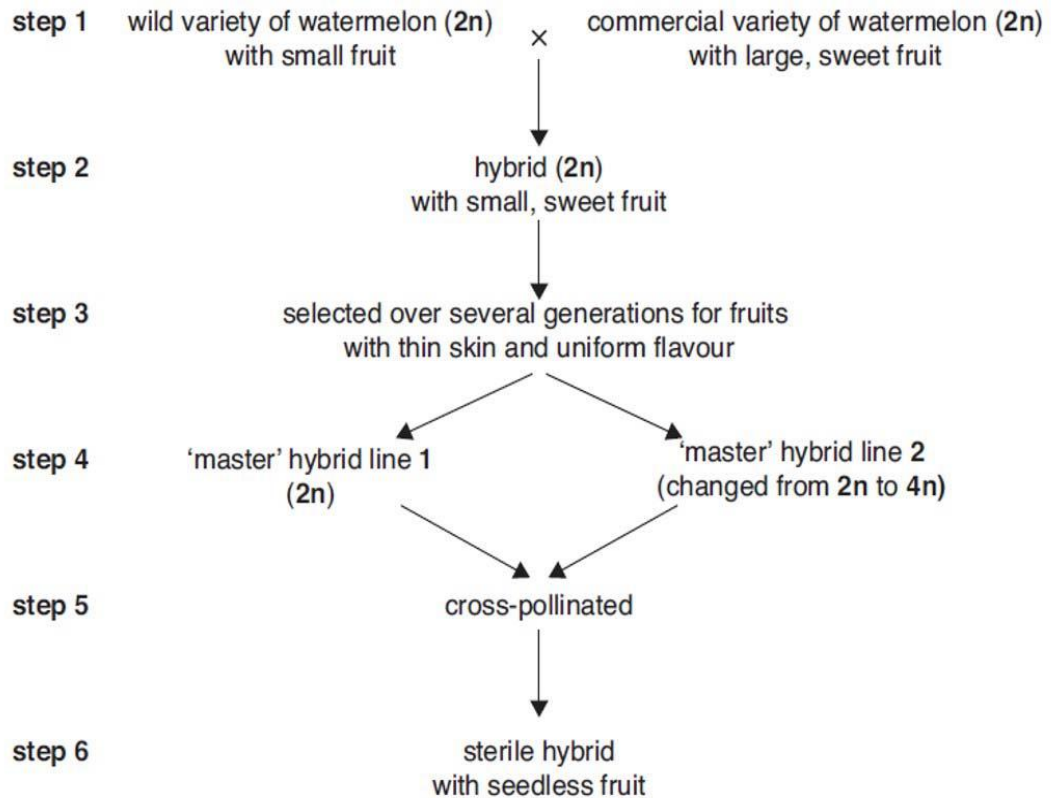 step 1 wild variety of watermelon (2n) × commercial variety of watermelon (2n)
with small fruit with large, sweet fruit
step 2 hybrid (2n)
with small, sweet fruit
step 3 selected over several generations for fruits
with thin skin and uniform flavour
step 4 'master' hybrid line 1 'master' hybrid line 2
(2n) (changed from 2n to 4n)
step 5 cross-pollinated
step 6 sterile hybrid
with seedless fruit